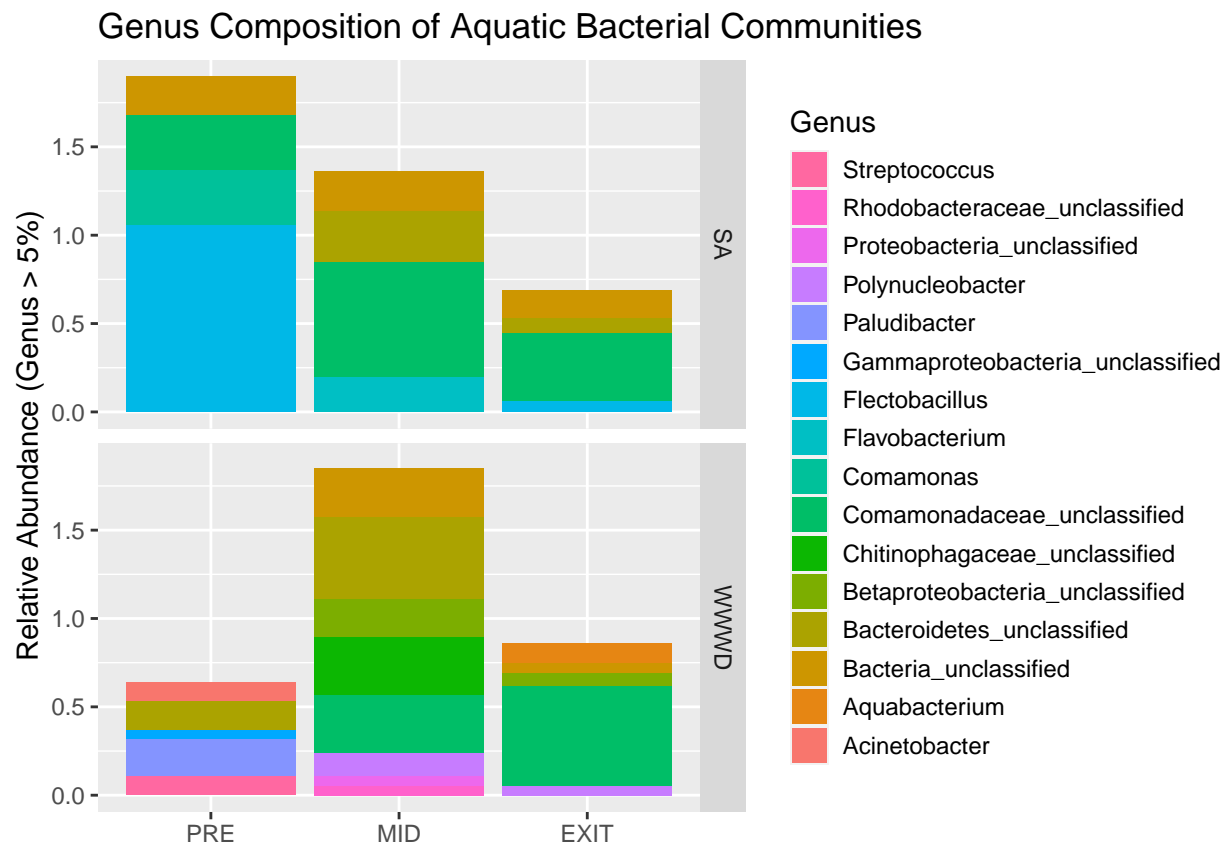 Genus Composition of Aquatic Bacterial Communities
Relative Abundance (Genus > 5%)
1.5
1.0
0.5
0.0
SA
1.5
1.0
0.5
0.0
WWWD
PRE
MID
EXIT
Genus
Streptococcus
Rhodobacteraceae_unclassified
Proteobacteria_unclassified
Polynucleobacter
Paludibacter
Gammaproteobacteria_unclassified
Flectobacillus
Flavobacterium
Comamonas
Comamonadaceae_unclassified
Chitinophagaceae_unclassified
Betaproteobacteria_unclassified
Bacteroidetes_unclassified
Bacteria_unclassified
Aquabacterium
Acinetobacter